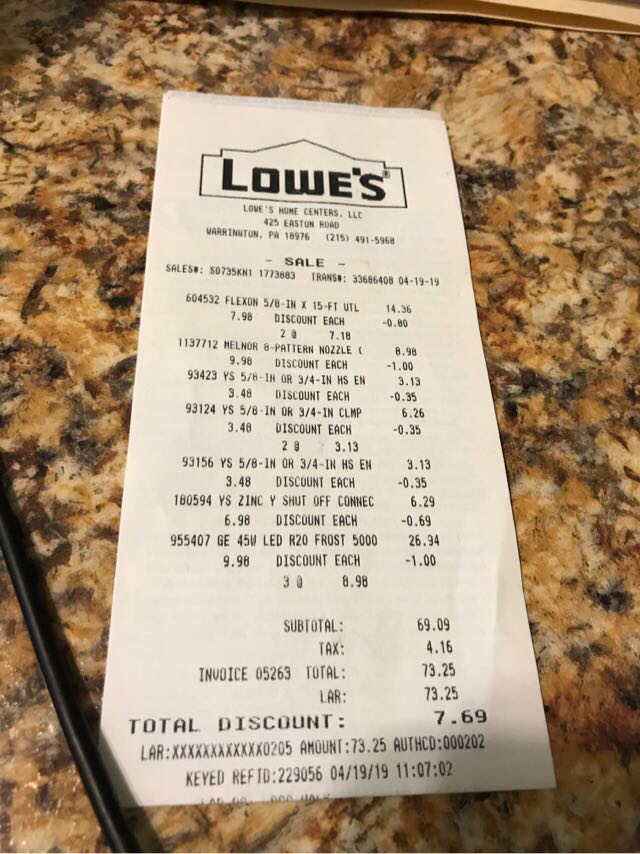 LOWE'S®
LOWE'S HOME CENTERS, LLC
425 EASTON ROAD
WARRINGTON, PA 18976 (215) 491-5968
- SALE -
SALES#: S0735KN1 1773883 TRANS#: 33686408 04-19-19
604532 FLEXON 5/8-IN X 15-FT UTL 14.36
7.98 DISCOUNT EACH -0.80
2 @ 7.18
1137712 MELNOR 8-PATTERN NOZZLE ( 8.98
9.98 DISCOUNT EACH -1.00
93423 YS 5/8-IN OR 3/4-IN HS EN 3.13
3.48 DISCOUNT EACH -0.35
93124 YS 5/8-IN OR 3/4-IN CLMP 6.26
3.48 DISCOUNT EACH -0.35
2 @ 3.13
93156 YS 5/8-IN OR 3/4-IN HS EN 3.13
3.48 DISCOUNT EACH -0.35
180594 YS ZINC Y SHUT OFF CONNEC 6.29
6.98 DISCOUNT EACH -0.69
955407 GE 45W LED R20 FROST 5000 26.94
9.98 DISCOUNT EACH -1.00
3 @ 8.98
SUBTOTAL: 69.09
TAX: 4.16
INVOICE 05263 TOTAL: 73.25
LAR: 73.25
TOTAL DISCOUNT: 7.69
LAR:XXXXXXXXXXXX0205 AMOUNT:73.25 AUTHCD:000202
KEYED REFID:229056 04/19/19 11:07:02